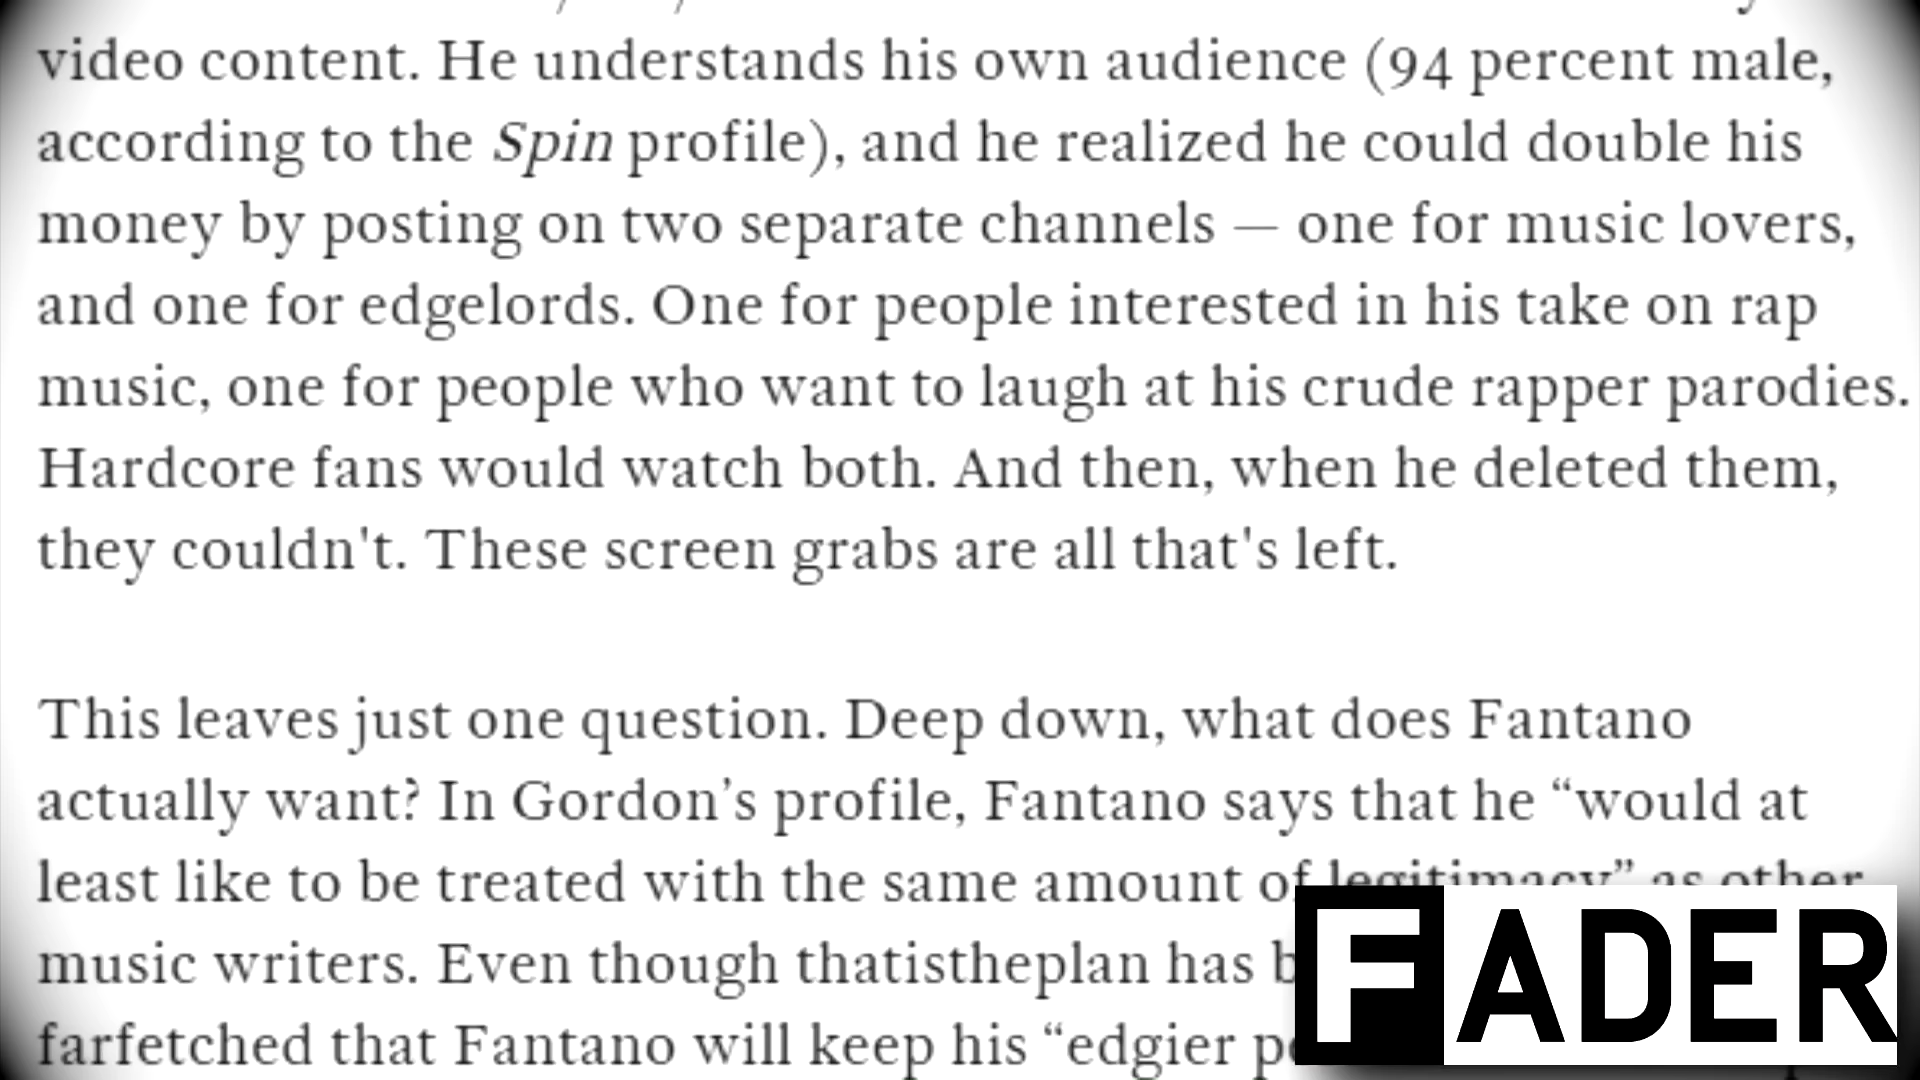 video content. He understands his own audience (94 percent male,
according to the Spin profile), and he realized he could double his
money by posting on two separate channels — one for music lovers,
and one for edgelords. One for people interested in his take on rap
music, one for people who want to laugh at his crude rapper parodies.
Hardcore fans would watch both. And then, when he deleted them,
they couldn't. These screen grabs are all that's left.
This leaves just one question. Deep down, what does Fantano
actually want? In Gordon’s profile, Fantano says that he “would at
least like to be treated with the same amount of legitimacy” as other
music writers. Even though thatistheplan has
farfetched that Fantano will keep his “edgier
FADER